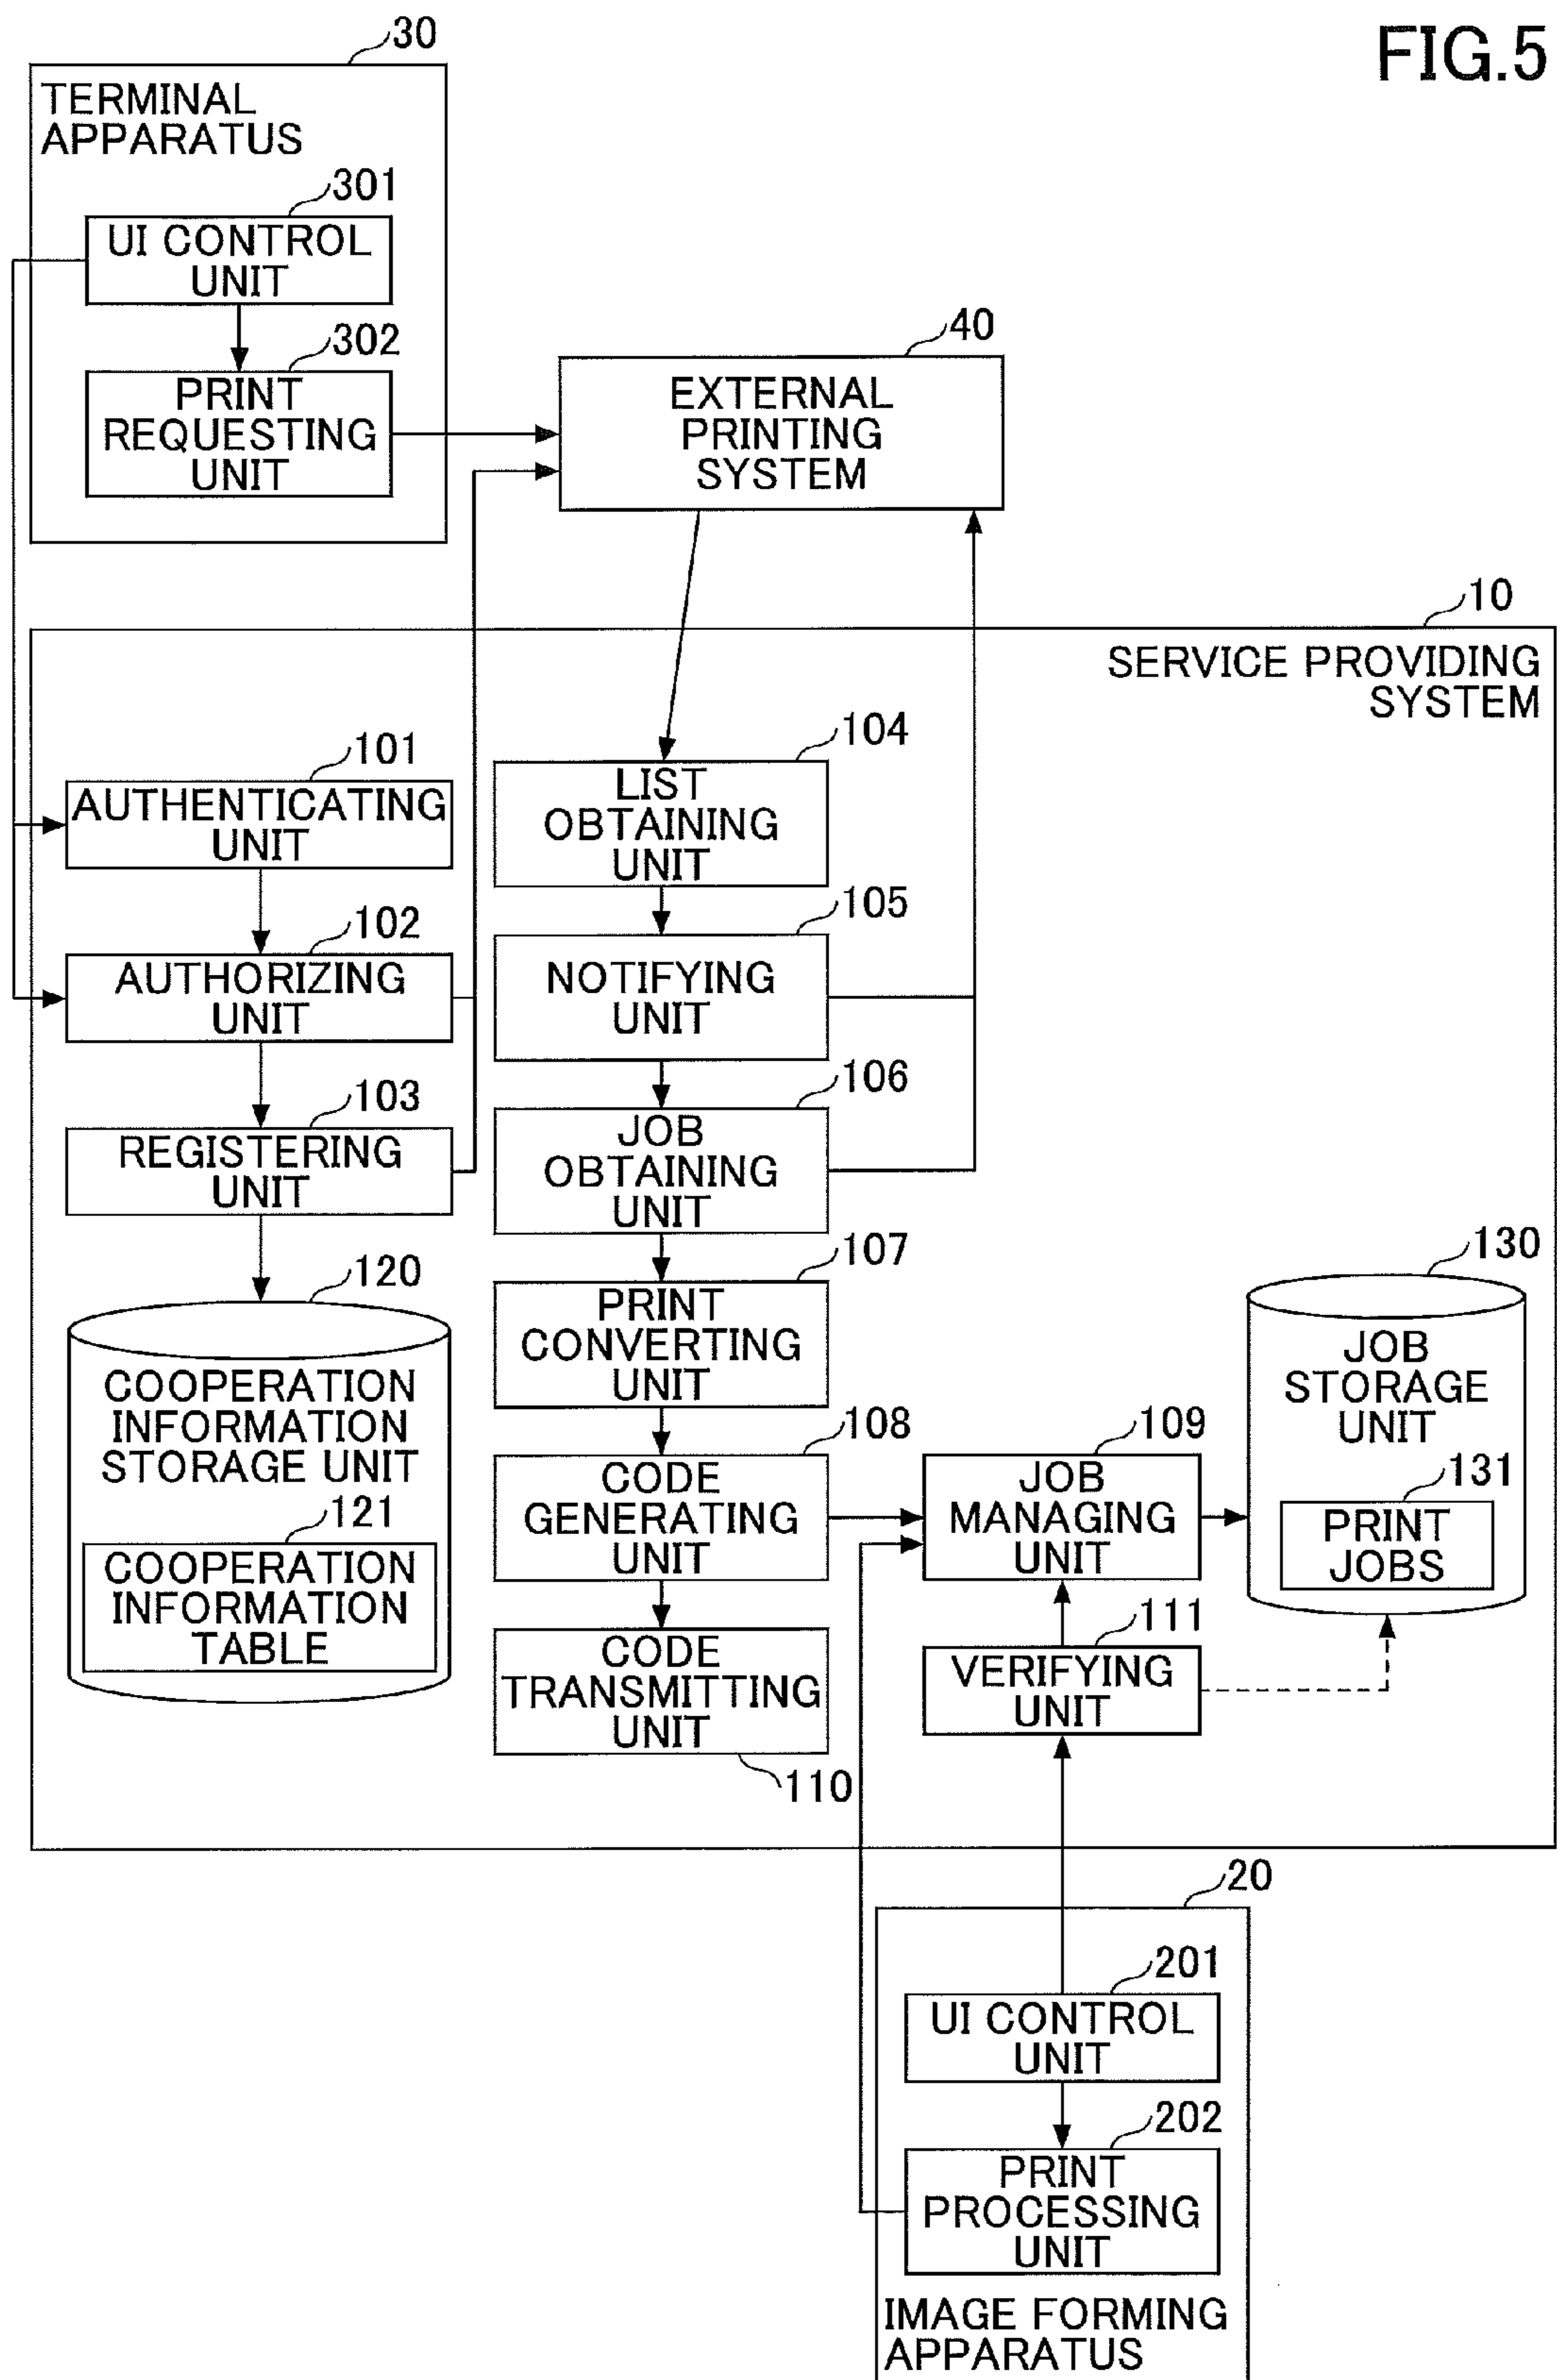 FIG.5
30
TERMINAL
APPARATUS
301
UI CONTROL
UNIT
302
PRINT
REQUESTING
UNIT
40
EXTERNAL
PRINTING
SYSTEM
10
SERVICE PROVIDING
SYSTEM
101
AUTHENTICATING
UNIT
102
AUTHORIZING
UNIT
103
REGISTERING
UNIT
120
COOPERATION
INFORMATION
STORAGE UNIT
121
COOPERATION
INFORMATION
TABLE
104
LIST
OBTAINING
UNIT
105
NOTIFYING
UNIT
106
JOB
OBTAINING
UNIT
107
PRINT
CONVERTING
UNIT
108
CODE
GENERATING
UNIT
CODE
TRANSMITTING
UNIT
110
109
JOB
MANAGING
UNIT
111
VERIFYING
UNIT
130
JOB
STORAGE
UNIT
131
PRINT
JOBS
20
201
UI CONTROL
UNIT
202
PRINT
PROCESSING
UNIT
IMAGE FORMING
APPARATUS